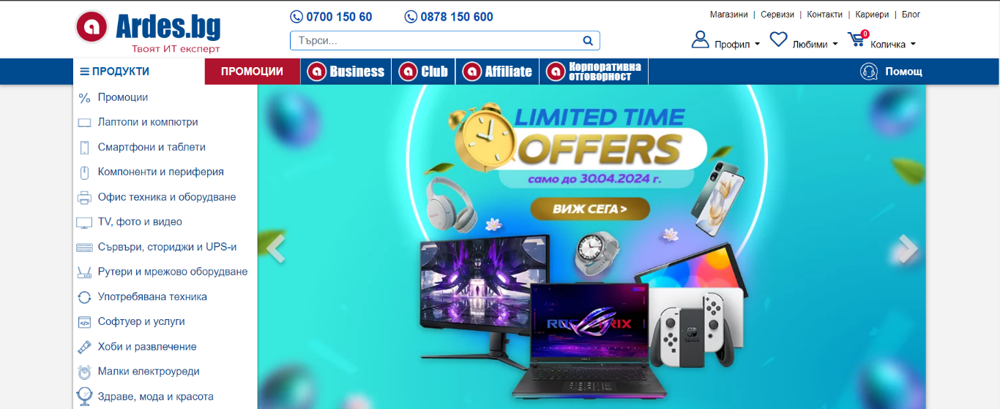 Ardes.bg
Твоят ИТ експерт
0700 150 60 0878 150 600
Търси...
Магазини | Сервизи | Контакти | Кариери | Блог
Профил 0 Любими Количка
ПРОДУКТИ ПРОМОЦИИ a Business a Club a Affiliate a Корпоративна
отговорност
Помощ
Промоции
Лаптопи и компютри
Смартфони и таблети
Компоненти и периферия
Офис техника и оборудване
TV, фото и видео
Сървъри, сториджи и UPS-и
Рутери и мрежово оборудване
Употребявана техника
Софтуер и услуги
Хоби и развлечение
Малки електроуреди
Здраве, мода и красота
LIMITED TIME
OFFERS
само до 30.04.2024 г.
ВИЖ СЕГА >